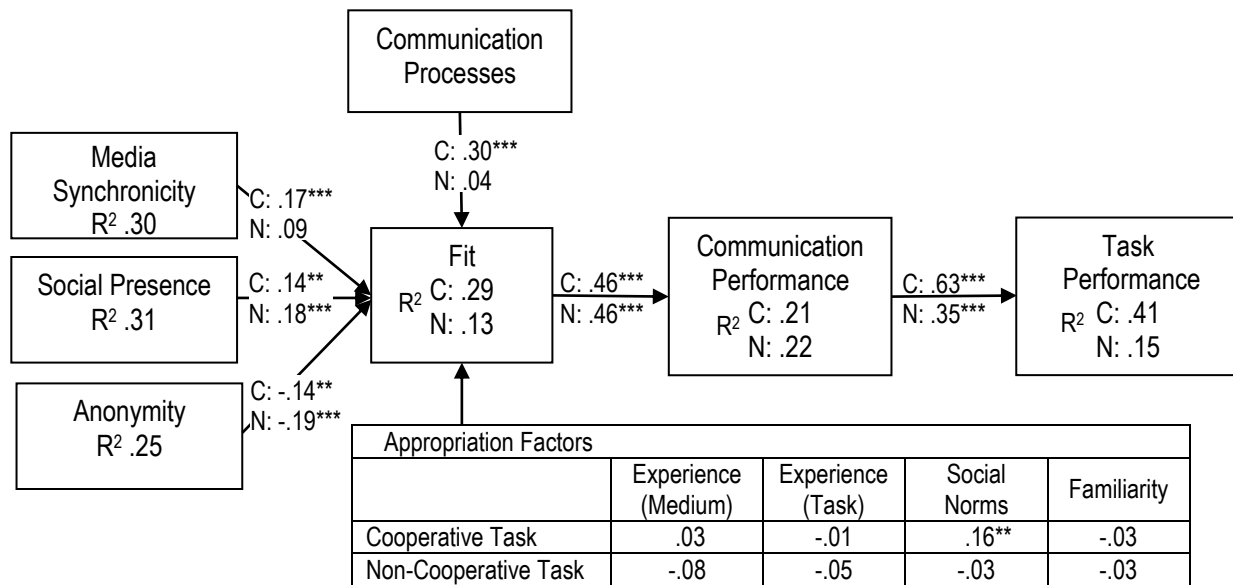 Communication
Processes
C: .30***
N: .04
Media
Synchronicity
R² .30
C: .17***
N: .09
Social Presence
R² .31
C: .14**
N: .18***
Anonymity
R² .25
C: -.14**
N: -.19***
Fit
R² C: .29
N: .13
C: .46***
N: .46***
Communication
Performance
R² C: .21
N: .22
C: .63***
N: .35***
Task
Performance
R² C: .41
N: .15
Appropriation Factors
Experience (Medium) Experience (Task) Social Norms Familiarity
Cooperative Task .03 -.01 .16** -.03
Non-Cooperative Task -.08 -.05 -.03 -.03